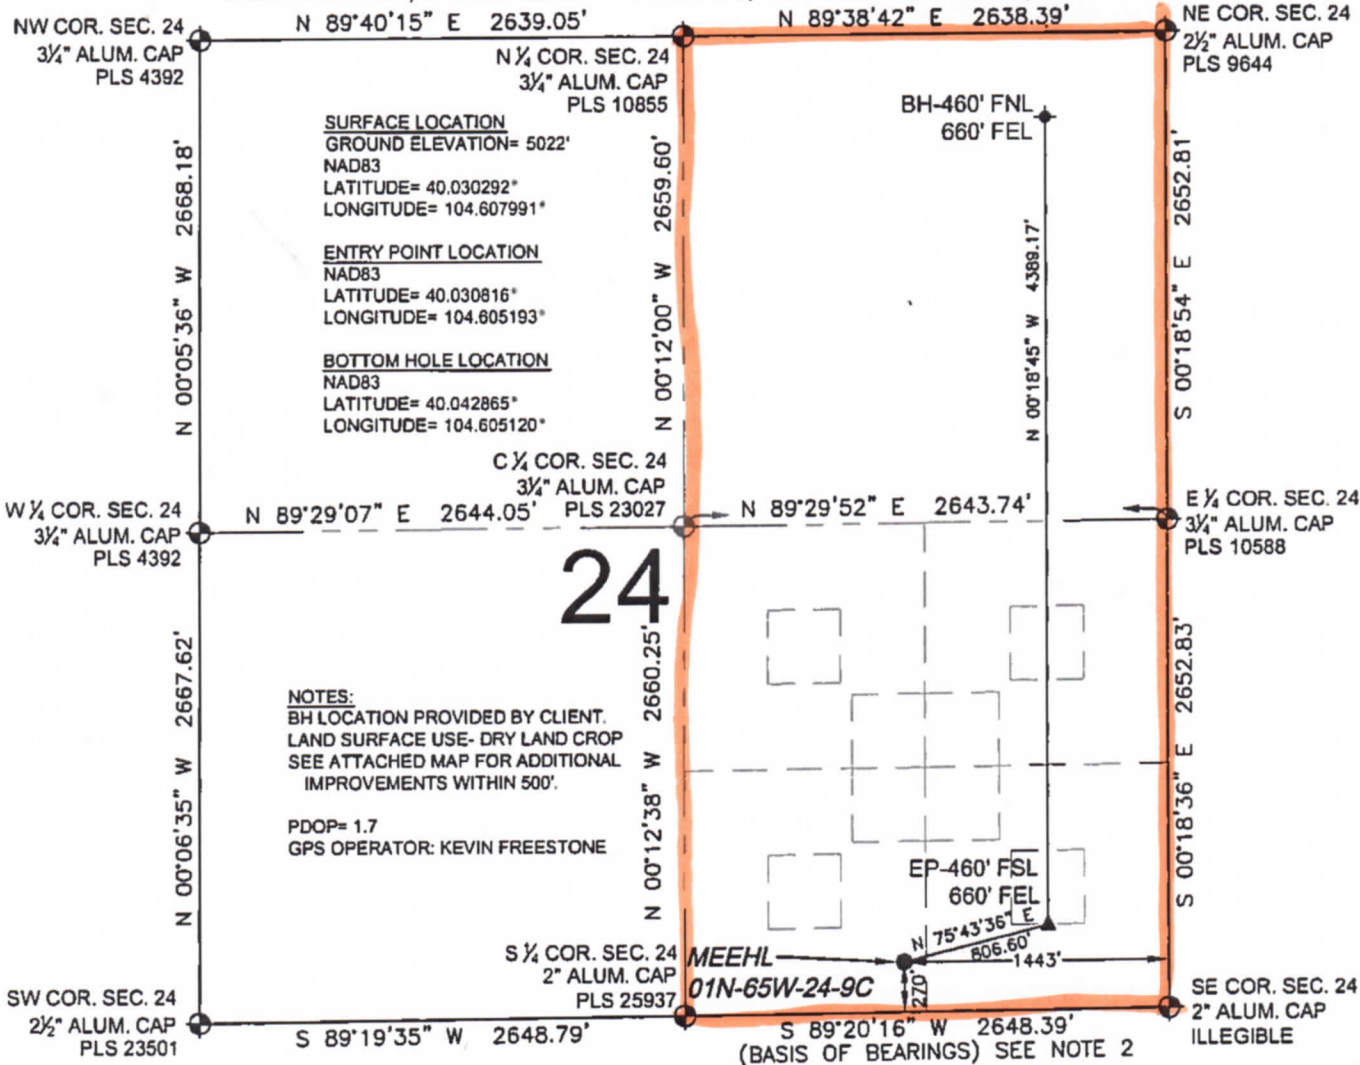 N 89°40'15" E 2639.05'
N 89°38'42" E 2638.39'
NW COR. SEC. 24
3¼" ALUM. CAP
PLS 4392
N ¼ COR. SEC. 24
3¼" ALUM. CAP
PLS 10855
NE COR. SEC. 24
2½" ALUM. CAP
PLS 9644
BH-460' FNL
660' FEL
SURFACE LOCATION
GROUND ELEVATION= 5022'
NAD83
LATITUDE= 40.030292°
LONGITUDE= 104.607991°
ENTRY POINT LOCATION
NAD83
LATITUDE= 40.030816°
LONGITUDE= 104.605193°
BOTTOM HOLE LOCATION
NAD83
LATITUDE= 40.042865°
LONGITUDE= 104.605120°
N 00°05'36" W 2668.18'
N 00°12'00" W 2659.60'
N 00°18'45" W 4389.17'
S 00°18'54" E 2652.81'
W ¼ COR. SEC. 24
3¼" ALUM. CAP
PLS 4392
N 89°29'07" E 2644.05'
C ¼ COR. SEC. 24
3¼" ALUM. CAP
PLS 23027
N 89°29'52" E 2643.74'
E ¼ COR. SEC. 24
3¼" ALUM. CAP
PLS 10588
24
N 00°06'35" W 2667.62'
NOTES:
BH LOCATION PROVIDED BY CLIENT.
LAND SURFACE USE- DRY LAND CROP
SEE ATTACHED MAP FOR ADDITIONAL
IMPROVEMENTS WITHIN 500'.
PDOP= 1.7
GPS OPERATOR: KEVIN FREESTONE
N 00°12'38" W 2660.25'
S 00°18'36" E 2652.83'
EP-460' FSL
660' FEL
N 75°43'36" E
806.60'
1443'
270'
MEEHL
01N-65W-24-9C
S ¼ COR. SEC. 24
2" ALUM. CAP
PLS 25937
SW COR. SEC. 24
2½" ALUM. CAP
PLS 23501
S 89°19'35" W 2648.79'
S 89°20'16" W 2648.39'
(BASIS OF BEARINGS) SEE NOTE 2
SE COR. SEC. 24
2" ALUM. CAP
ILLEGIBLE